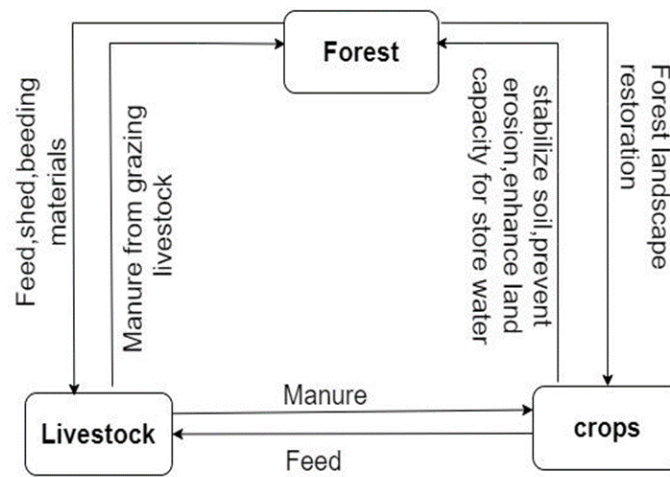 Forest
Feed,shed,beeding
materials
Manure from grazing
livestock
stabilize soil,prevent
erosion,enhance land
capacity for store water
Forest landscape
restoration
Livestock
Manure
Feed
crops